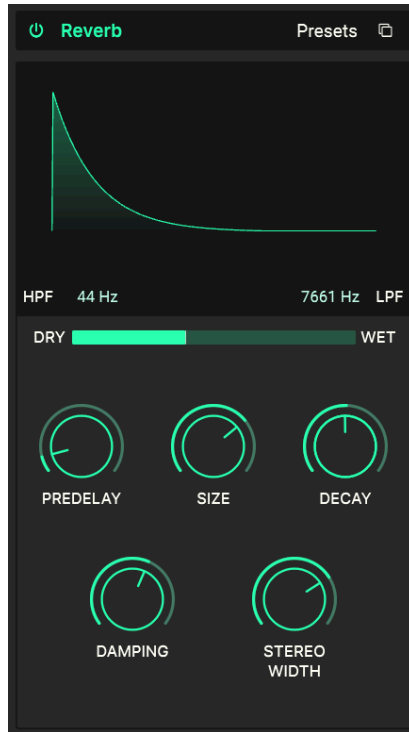 Reverb Presets
HPF 44 Hz 7661 Hz LPF
DRY WET
PREDELAY SIZE DECAY
DAMPING STEREO
WIDTH